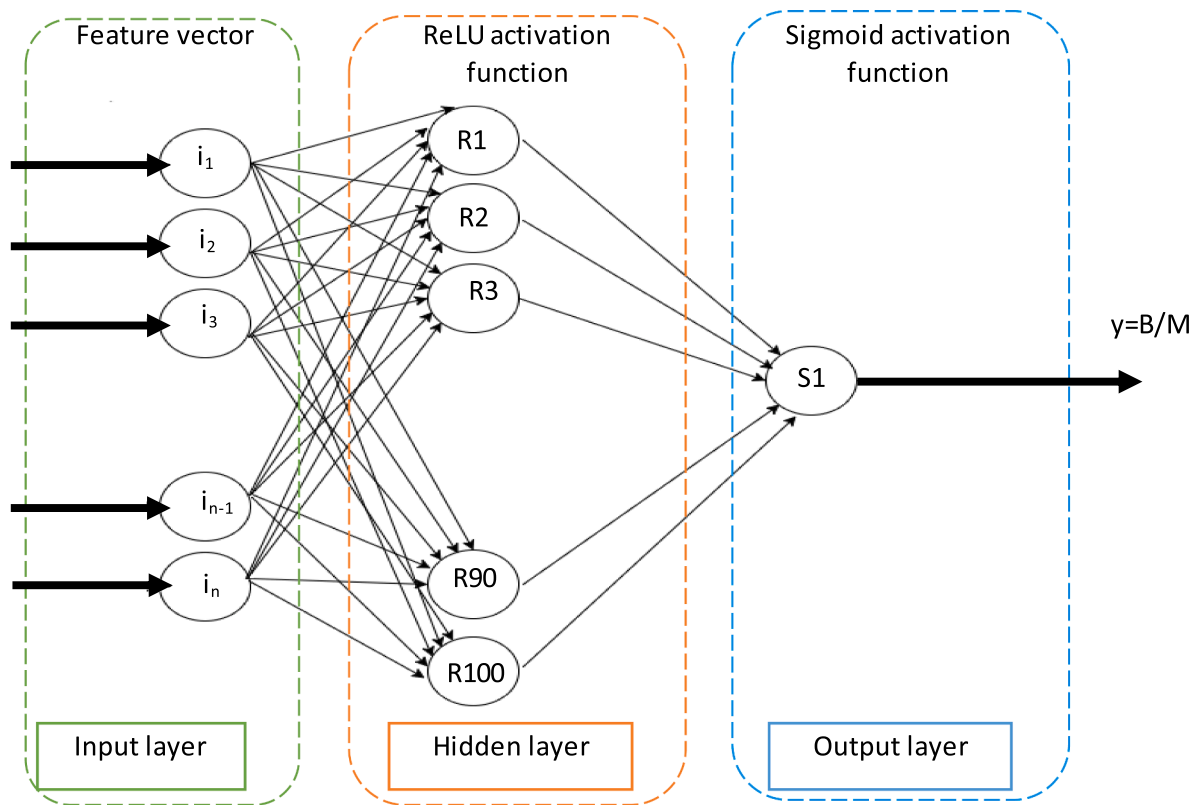 Feature vector
ReLU activation
function
Sigmoid activation
function
i1
i2
i3
in-1
in
R1
R2
R3
R90
R100
S1
y=B/M
Input layer
Hidden layer
Output layer